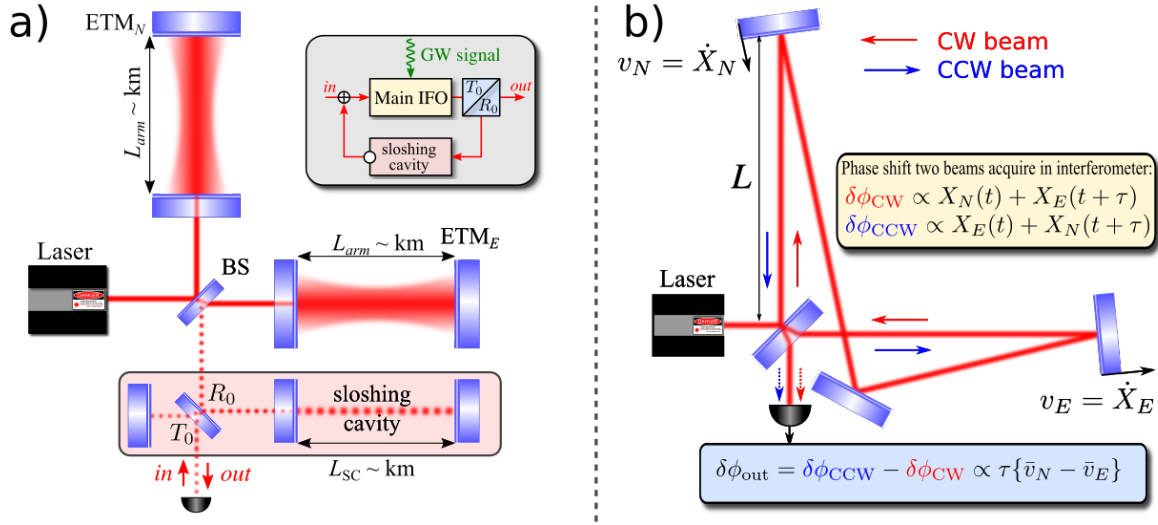 a)
ETM_N
L_arm ~ km
GW signal
in
Main IFO
T_0
R_0
out
sloshing
cavity
Laser
DANGER
BS
L_arm ~ km
ETM_E
R_0
T_0
sloshing
cavity
L_SC ~ km
in
out
b)
v_N = Ẋ_N
CW beam
CCW beam
L
Phase shift two beams acquire in interferometer:
δϕ_CW ∝ X_N(t) + X_E(t + τ)
δϕ_CCW ∝ X_E(t) + X_N(t + τ)
Laser
DANGER
v_E = Ẋ_E
δϕ_out = δϕ_CCW − δϕ_CW ∝ τ{v̄_N − v̄_E}